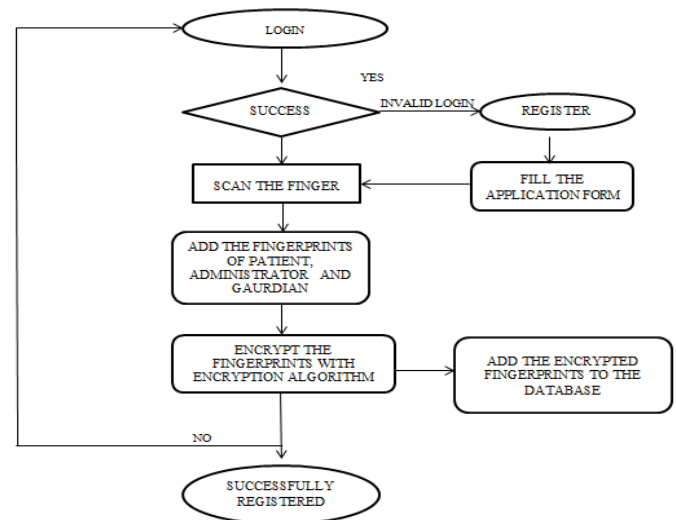 LOGIN
YES
SUCCESS
INVALID LOGIN
REGISTER
SCAN THE FINGER
FILL THE
APPLICATION FORM
ADD THE FINGERPRINTS
OF PATIENT,
ADMINISTRATOR AND
GAURDIAN
ENCRYPT THE
FINGERPRINTS WITH
ENCRYPTION ALGORITHM
ADD THE ENCRYPTED
FINGERPRINTS TO THE
DATABASE
NO
SUCCESSFULLY
REGISTERED